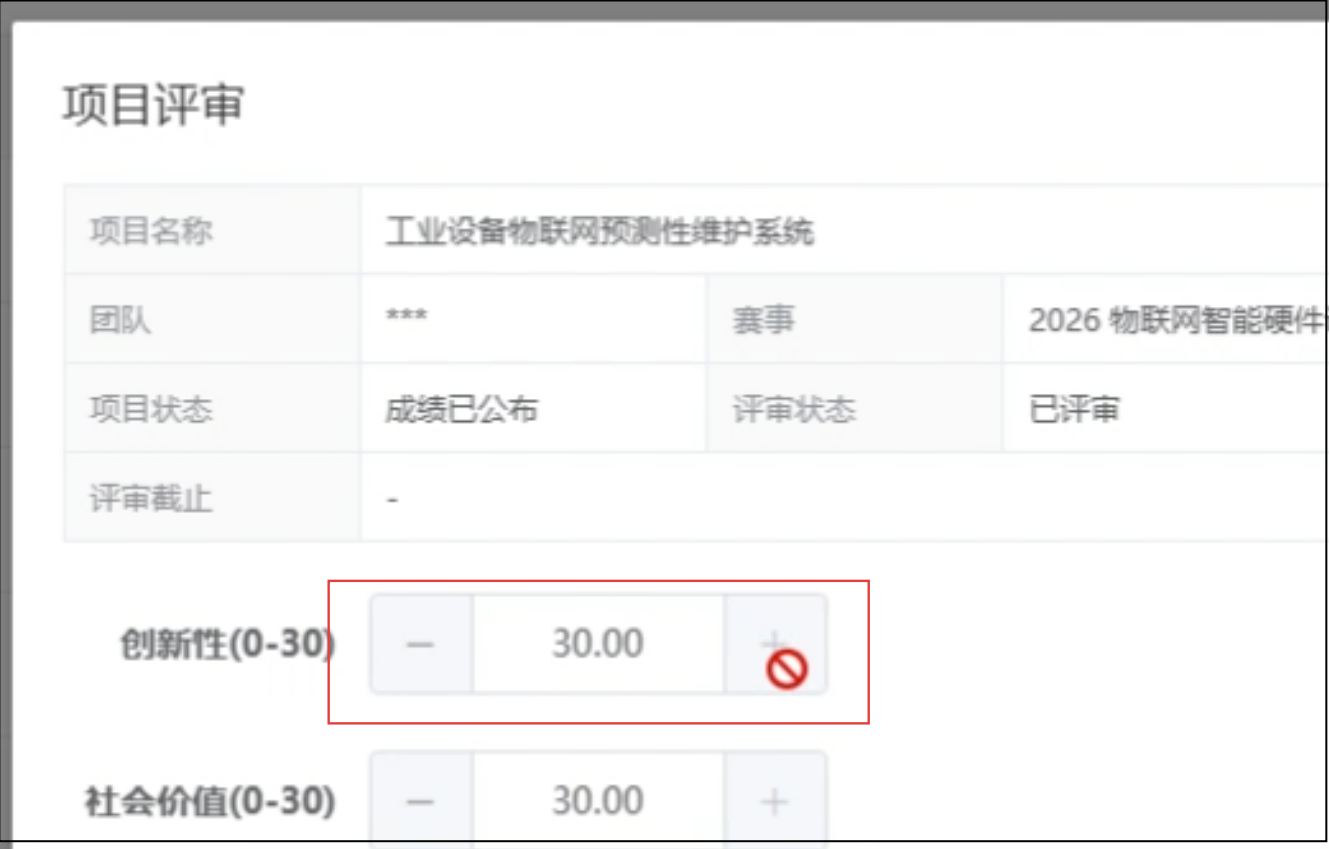 项目评审
项目名称 工业设备物联网预测性维护系统
团队 *** 赛事 2026 物联网智能硬件
项目状态 成绩已公布 评审状态 已评审
评审截止 -
创新性(0-30) － 30.00 +
社会价值(0-30) － 30.00 +